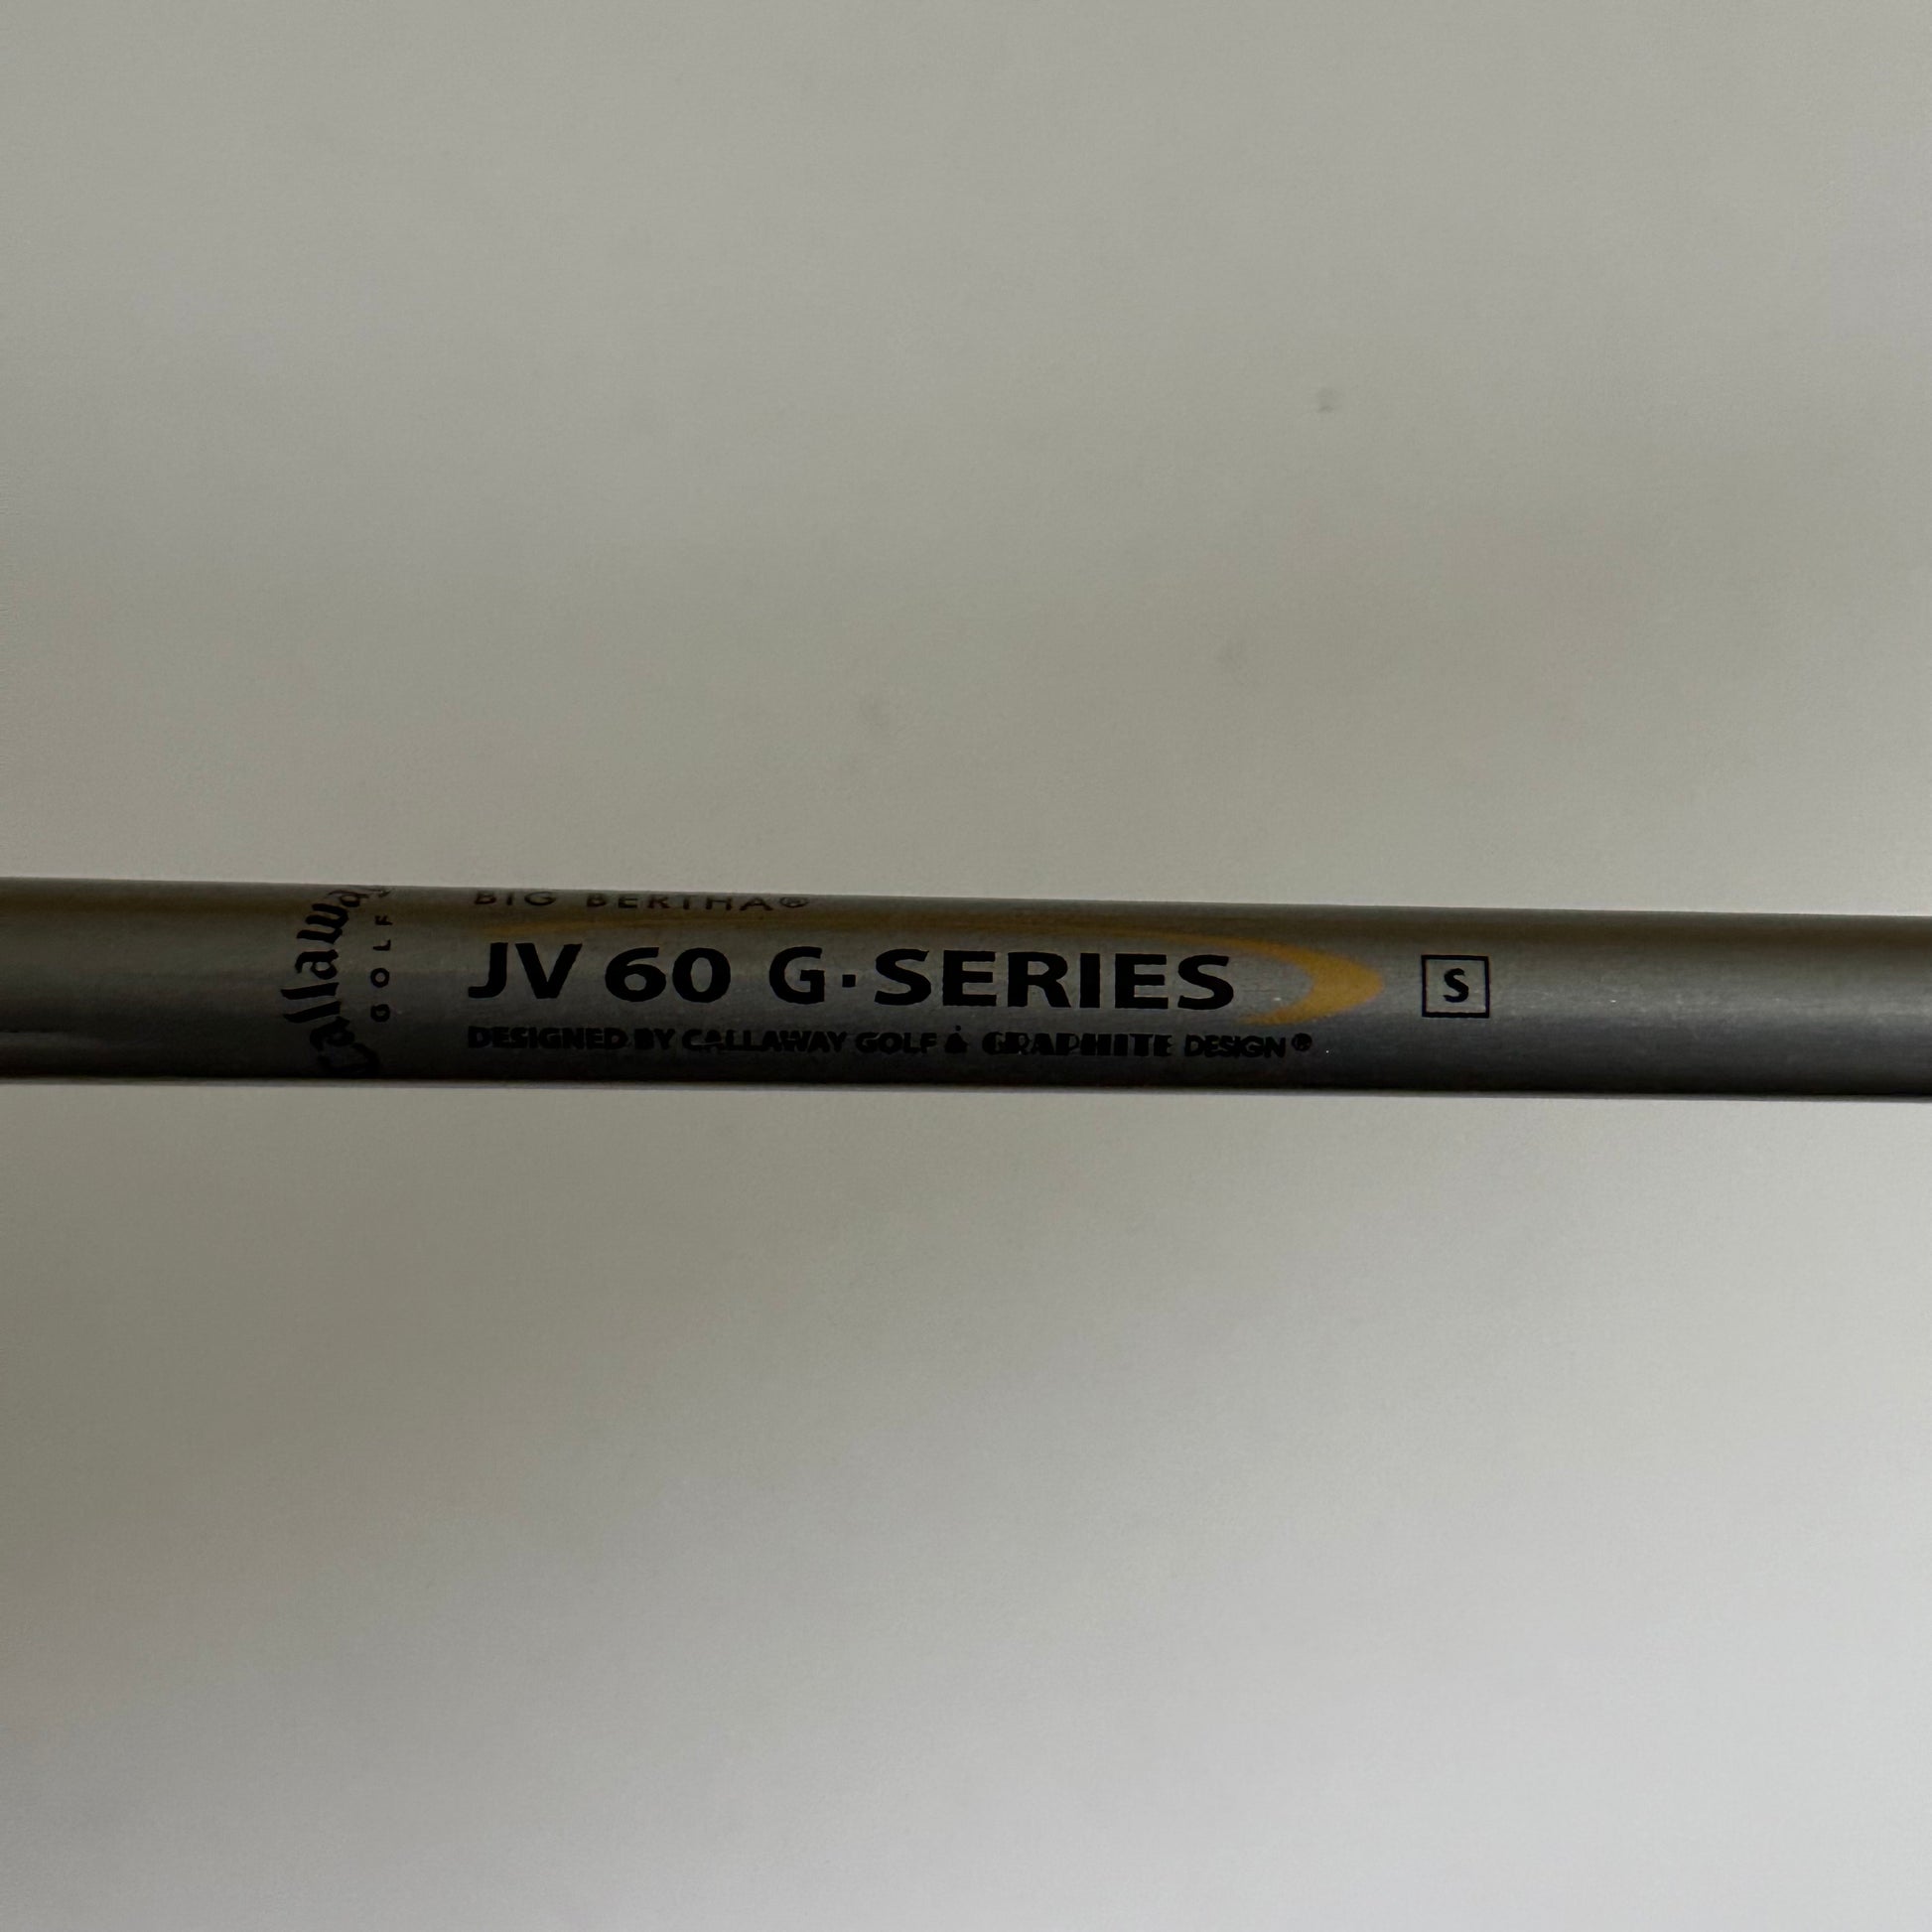 Callaway
GOLF
BIG BERTHA®
JV 60 G·SERIES
S
DESIGNED BY CALLAWAY GOLF & GRAPHITE DESIGN®